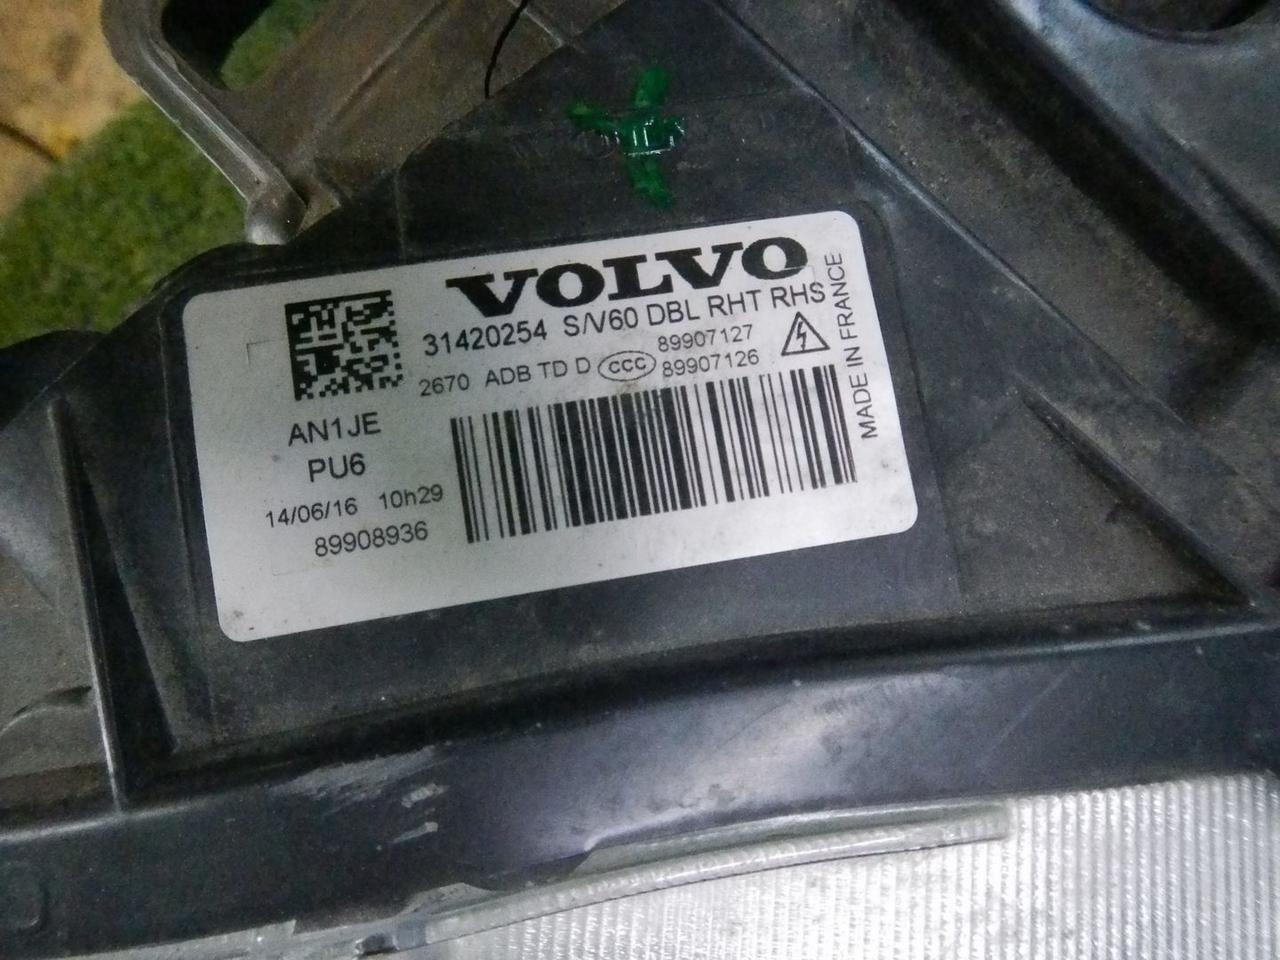 VOLVO
31420254 S/V60 DBL RHT RHS
89907127
2670 ADB TD D CCC 89907126
MADE IN FRANCE
AN1JE
PU6
14/06/16 10h29
89908936